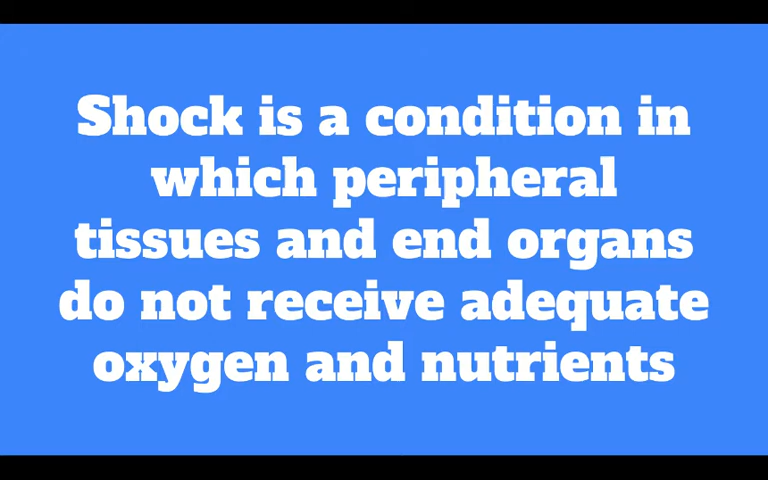 Shock is a condition in
which peripheral
tissues and end organs
do not receive adequate
oxygen and nutrients